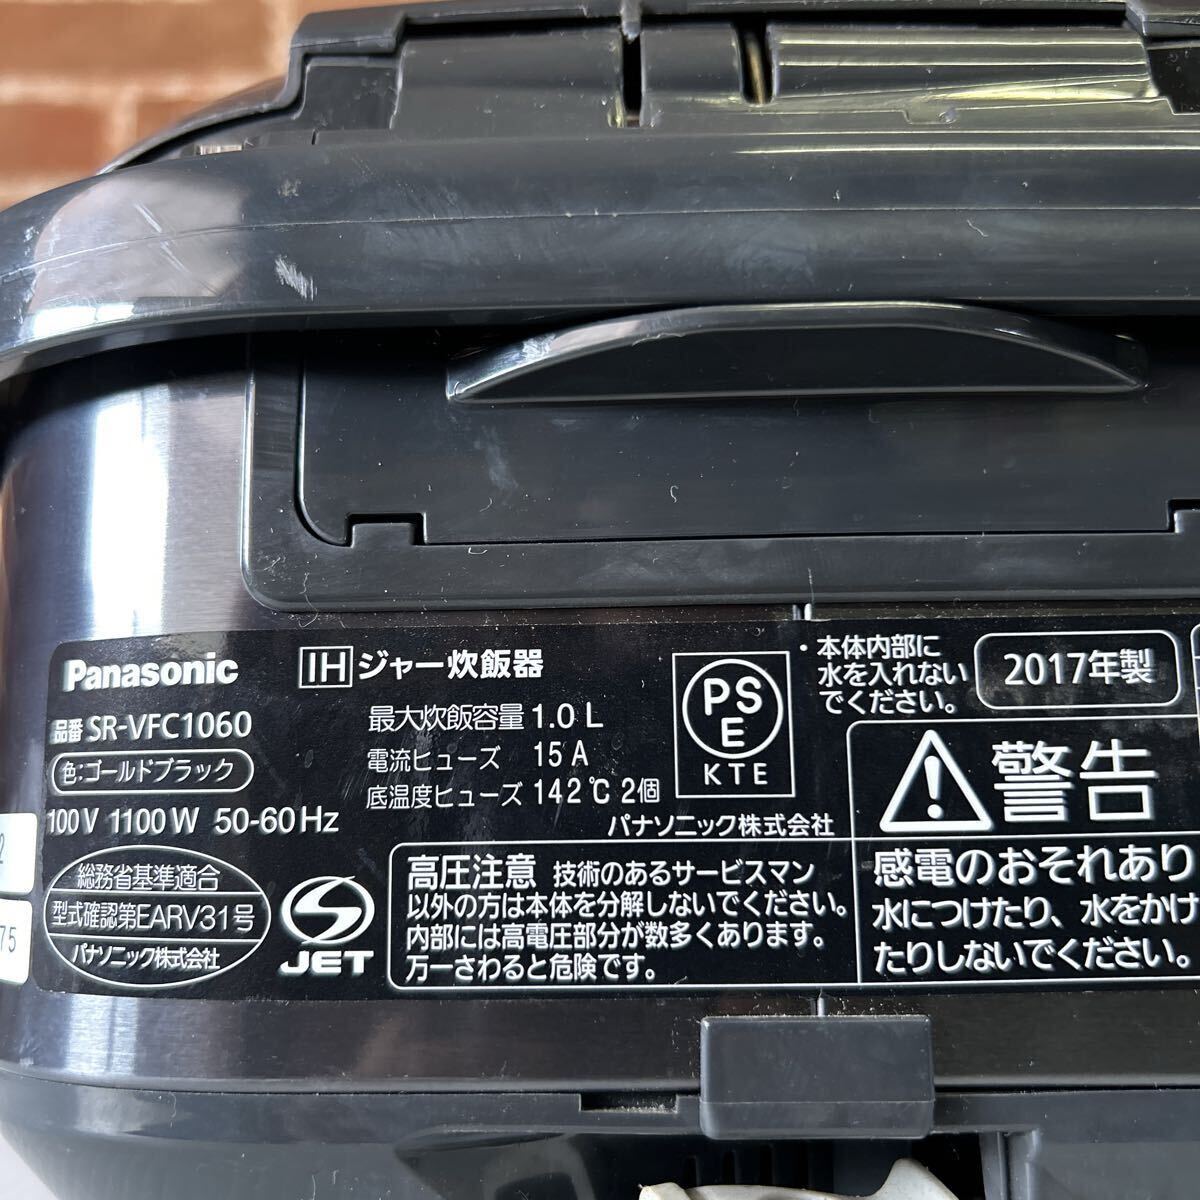 Panasonic
品番 SR-VFC1060
色:ゴールドブラック
100V 1100W 50-60Hz
IHジャー炊飯器
最大炊飯容量 1.0 L
電流ヒューズ 15 A
底温度ヒューズ 142℃ 2個
PS
E
KTE
パナソニック株式会社
・本体内部に
水を入れない
でください。
2017年製
総務省基準適合
型式確認第EARV31号
パナソニック株式会社
S
JET
高圧注意 技術のあるサービスマン
以外の方は本体を分解しないでください。
内部には高電圧部分が数多くあります。
万一さわると危険です。
警告
感電のおそれあり
水につけたり、水をかけ
たりしないでください。
2
75